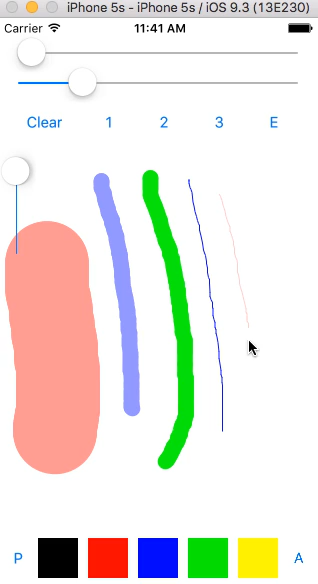 iPhone 5s - iPhone 5s / iOS 9.3 (13E230)
Carrier 11:41 AM
Clear 1 2 3 E
P A